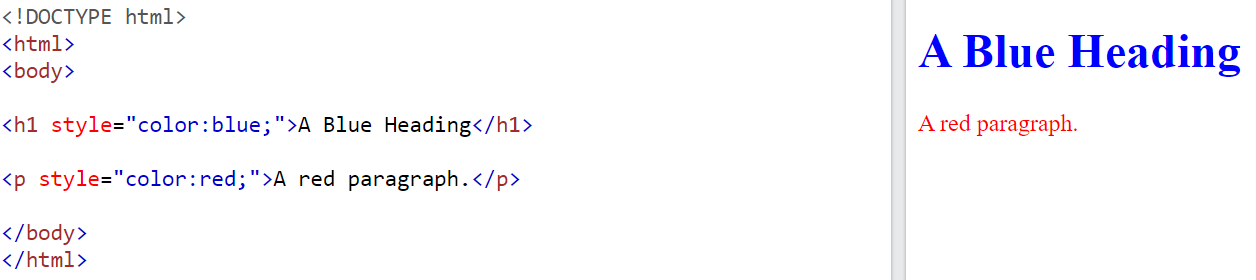 <!DOCTYPE html>
<html>
<body>
<h1 style="color:blue;">A Blue Heading</h1>
<p style="color:red;">A red paragraph.</p>
</body>
</html>
A Blue Heading
A red paragraph.